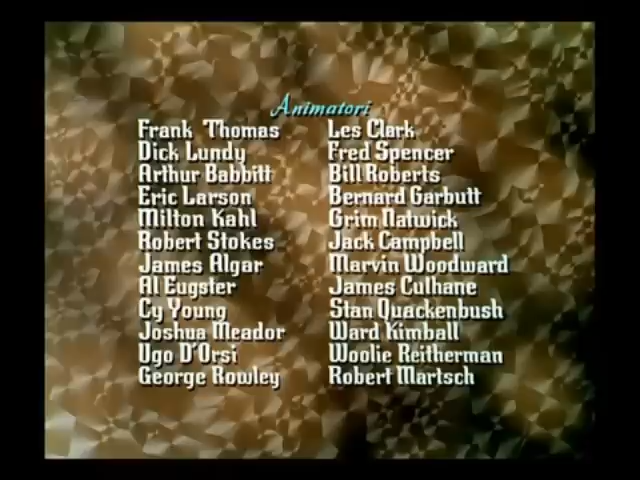 Animatori
Frank Thomas
Dick Lundy
Arthur Babbitt
Eric Larson
Milton Kahl
Robert Stokes
James Algar
Al Eugster
Cy Young
Joshua Meador
Ugo D'Orsi
George Rowley
Les Clark
Fred Spencer
Bill Roberts
Bernard Garbutt
Grim Natwick
Jack Campbell
Marvin Woodward
James Culhane
Stan Quackenbush
Ward Kimball
Woolie Reitherman
Robert Martsch